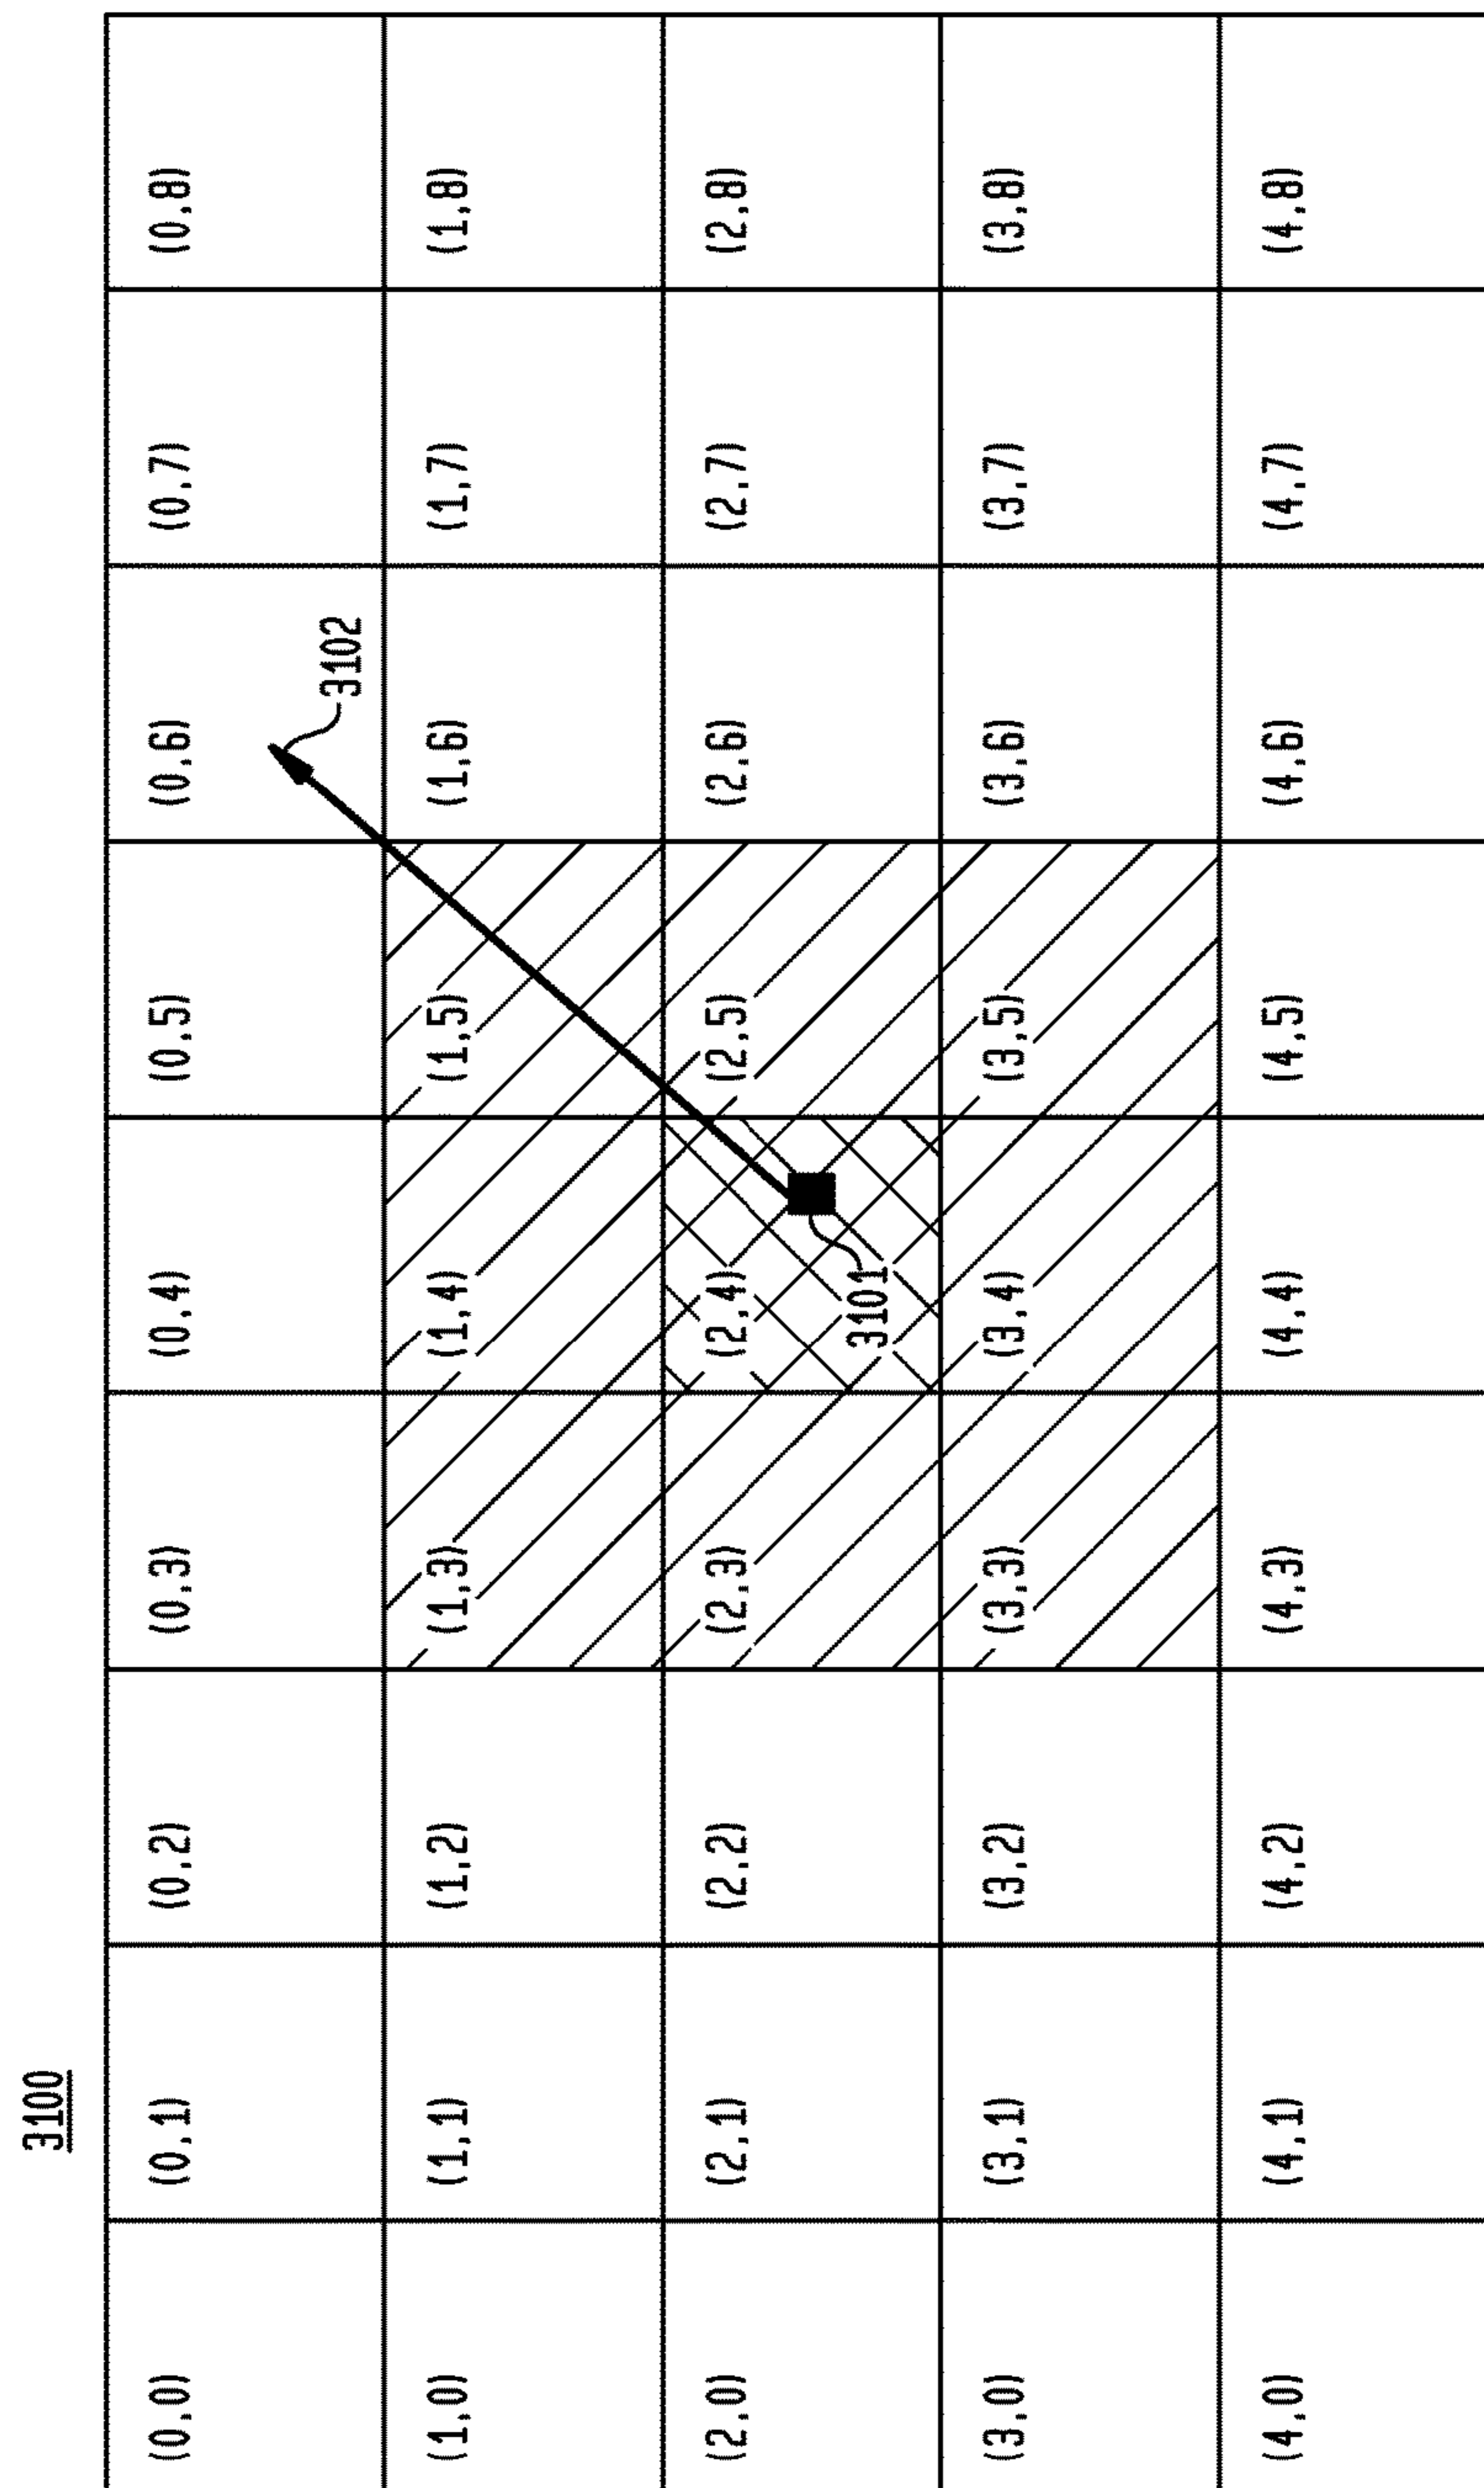 3100
(0,0) (0,1) (0,2) (0,3) (0,4) (0,5) (0,6) (0,7) (0,8)
3102
(1,0) (1,1) (1,2) (1,3) (1,4) (1,5) (1,6) (1,7) (1,8)
(2,0) (2,1) (2,2) (2,3) (2,4) (2,5) (2,6) (2,7) (2,8)
3101
(3,0) (3,1) (3,2) (3,3) (3,4) (3,5) (3,6) (3,7) (3,8)
(4,0) (4,1) (4,2) (4,3) (4,4) (4,5) (4,6) (4,7) (4,8)